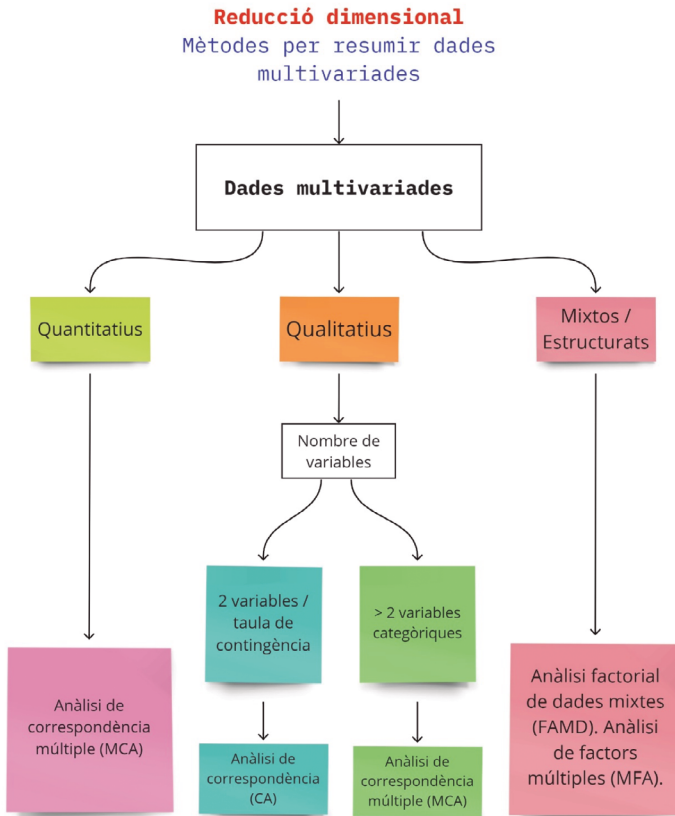 Reducció dimensional
Mètodes per resumir dades
multivariades
Dades multivariades
Quantitatius
Qualitatius
Mixtos /
Estructurats
Nombre de
variables
2 variables /
taula de
contingència
> 2 variables
categòriques
Anàlisi de
correspondència
múltiple (MCA)
Anàlisi de
correspondència
(CA)
Anàlisi de
correspondència
múltiple (MCA)
Anàlisi factorial
de dades mixtes
(FAMD). Anàlisi
de factors
múltiples (MFA).